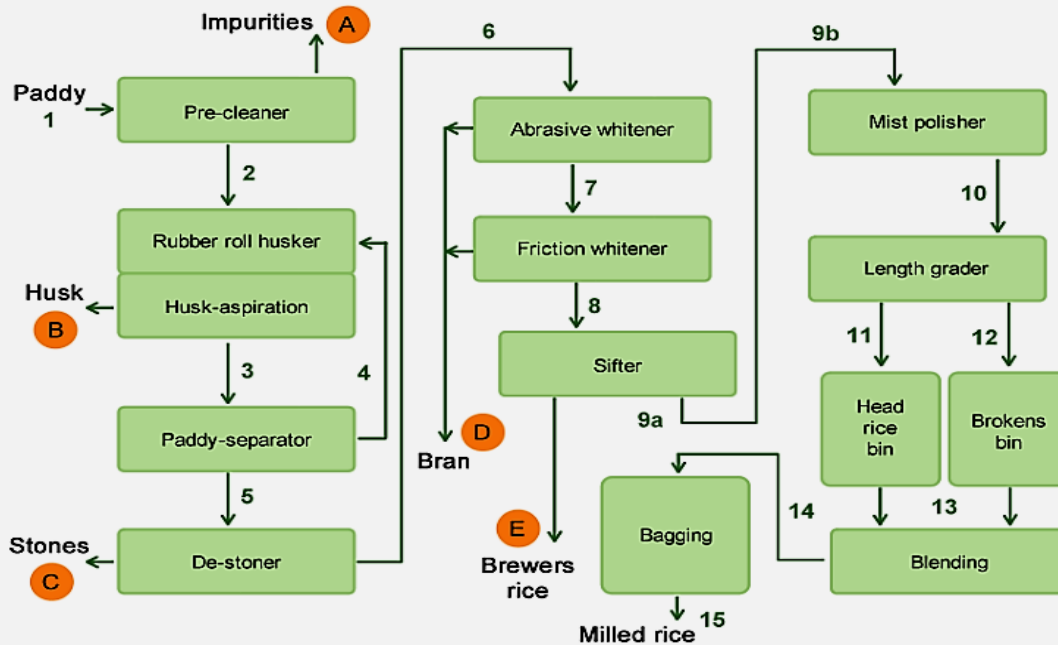 Impurities A
Paddy
1
Pre-cleaner
2
Rubber roll husker
Husk-aspiration
Husk
B
3
4
Paddy-separator
5
Stones
C
De-stoner
6
Abrasive whitener
7
Friction whitener
8
Sifter
D
Bran
E
Brewers
rice
9a
9b
Mist polisher
10
Length grader
11
12
Head
rice
bin
Brokens
bin
13
Blending
14
Bagging
15
Milled rice